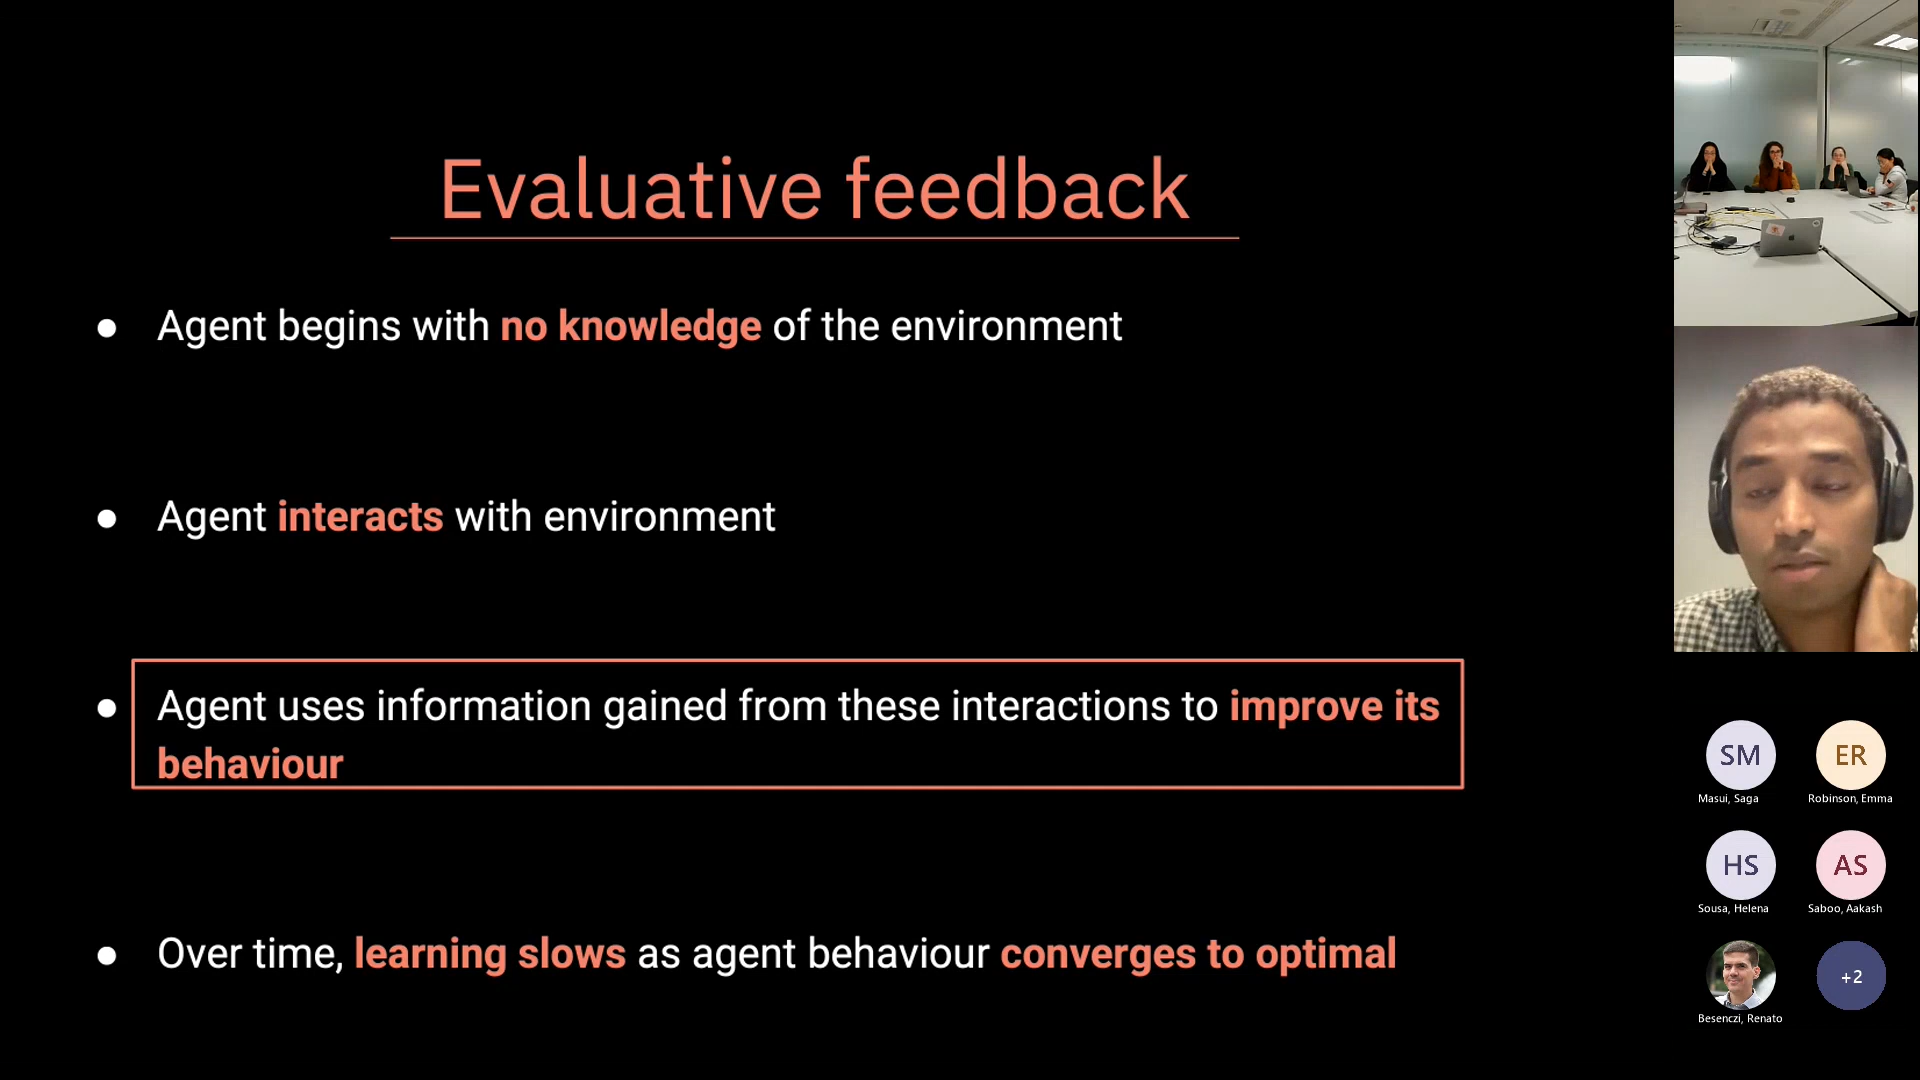 Evaluative feedback
● Agent begins with no knowledge of the environment
● Agent interacts with environment
● Agent uses information gained from these interactions to improve its
behaviour
● Over time, learning slows as agent behaviour converges to optimal
SM
Masui, Saga
ER
Robinson, Emma
HS
Sousa, Helena
AS
Saboo, Aakash
Besenczi, Renato
+2